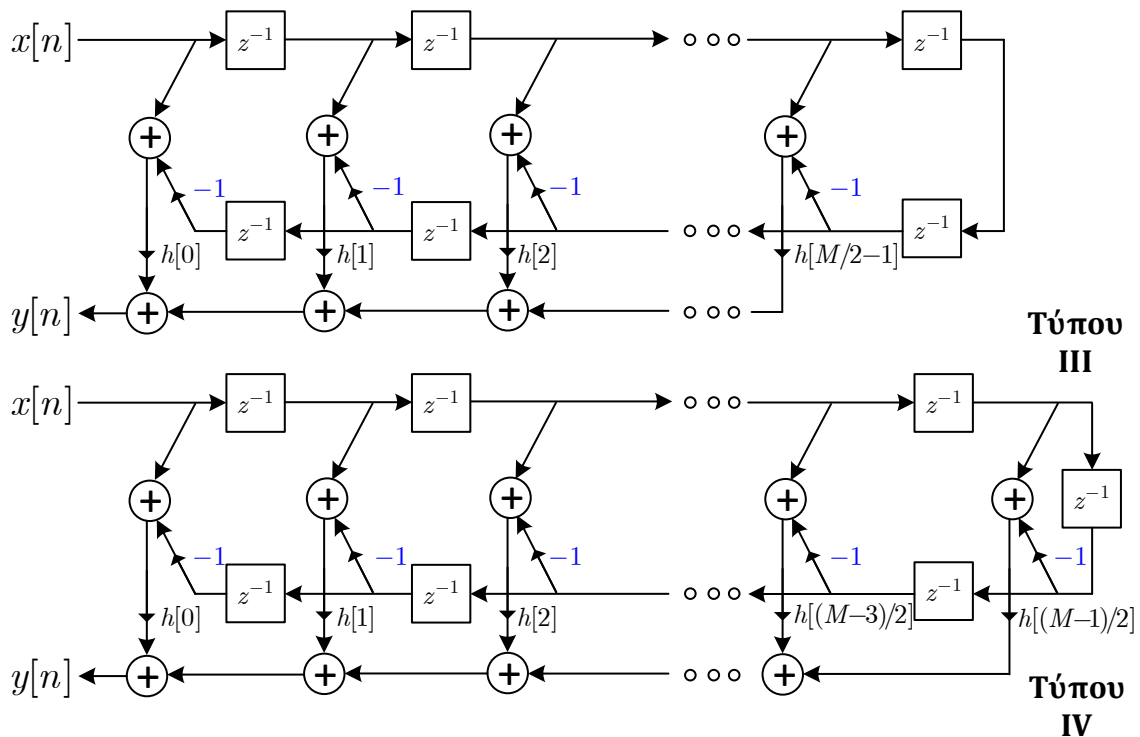 x[n] z⁻¹ z⁻¹ z⁻¹
+ + + +
−1 −1 −1 −1
z⁻¹ z⁻¹ z⁻¹
h[0] h[1] h[2] h[M/2−1]
y[n] + + +
Τύπου
III
x[n] z⁻¹ z⁻¹ z⁻¹
+ + + + + z⁻¹
−1 −1 −1 −1 −1
z⁻¹ z⁻¹ z⁻¹
h[0] h[1] h[2] h[(M−3)/2] h[(M−1)/2]
y[n] + + + +
Τύπου
IV